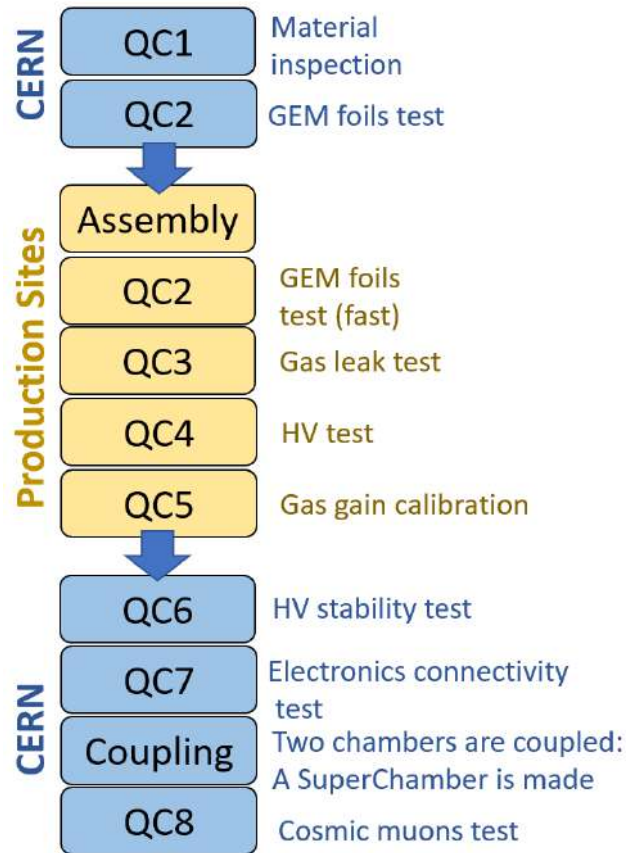 CERN
QC1
Material
inspection
QC2
GEM foils test
Production Sites
Assembly
QC2
GEM foils
test (fast)
QC3
Gas leak test
QC4
HV test
QC5
Gas gain calibration
CERN
QC6
HV stability test
QC7
Electronics connectivity
test
Coupling
Two chambers are coupled:
A SuperChamber is made
QC8
Cosmic muons test